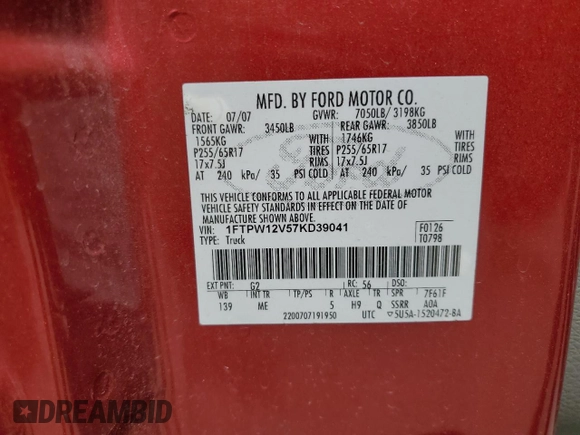 MFD. BY FORD MOTOR CO.
DATE: 07/07 GVWR: 7050LB/ 3198KG
FRONT GAWR: 3450LB REAR GAWR: 3850LB
1565KG WITH 1746KG WITH
P255/65R17 TIRES P255/65R17 TIRES
17x7.5J RIMS 17x7.5J RIMS
AT 240 kPa/ 35 PSI COLD AT 240 kPa/ 35 PSI COLD
THIS VEHICLE CONFORMS TO ALL APPLICABLE FEDERAL MOTOR
VEHICLE SAFETY STANDARDS IN EFFECT ON THE DATE OF
MANUFACTURE SHOWN ABOVE.
VIN: 1FTPW12V57KD39041 F0126
TYPE: Truck T0798
EXT PNT: G2 RC: 56 DSO:
WB INT TR TP/PS R AXLE TR SPR 7F61F
139 ME 5 H9 Q S5RR A0A
2200707191950 UTC 5U5A-1520472-BA
Ford
DREAMBID